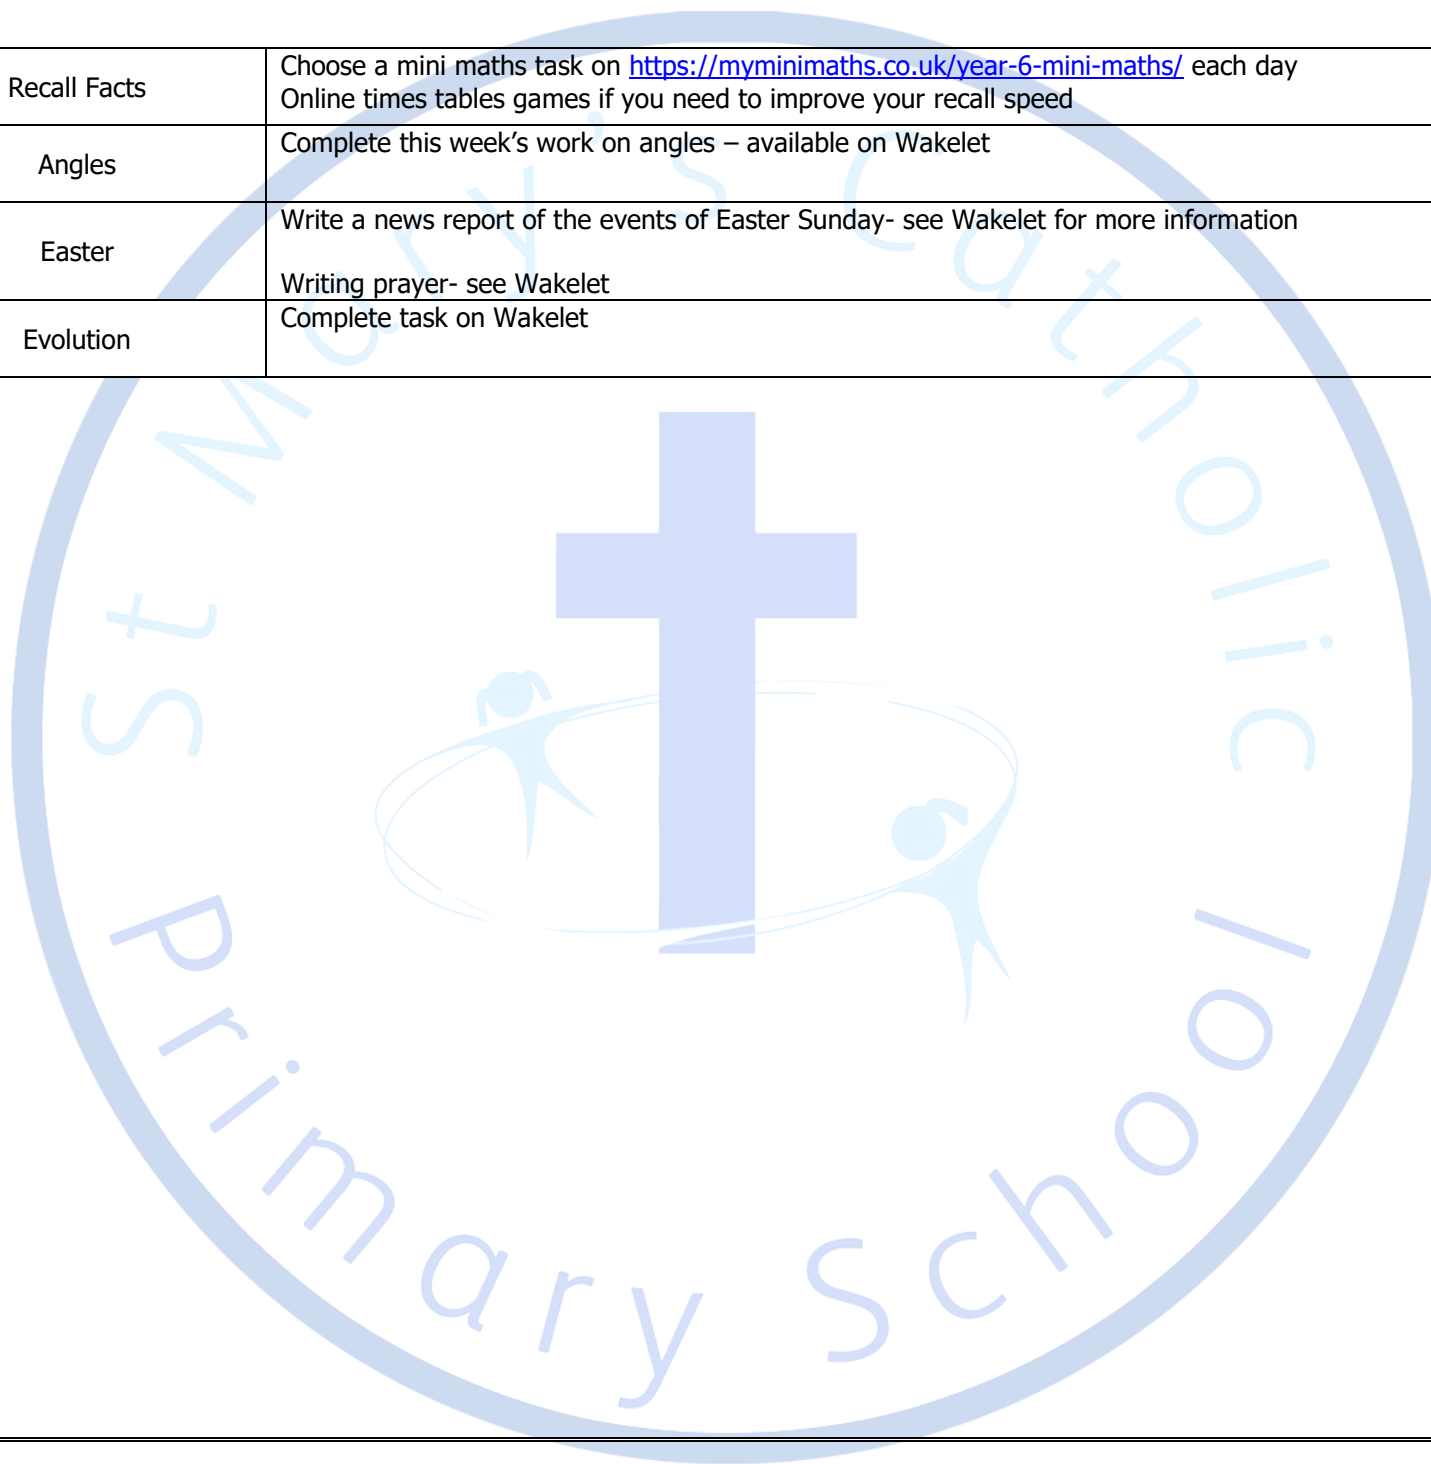 Recall Facts
Choose a mini maths task on https://myminimaths.co.uk/year-6-mini-maths/ each day
Online times tables games if you need to improve your recall speed
Angles
Complete this week's work on angles – available on Wakelet
Easter
Write a news report of the events of Easter Sunday- see Wakelet for more information
Writing prayer- see Wakelet
Evolution
Complete task on Wakelet
St Mary's Catholic
Primary School